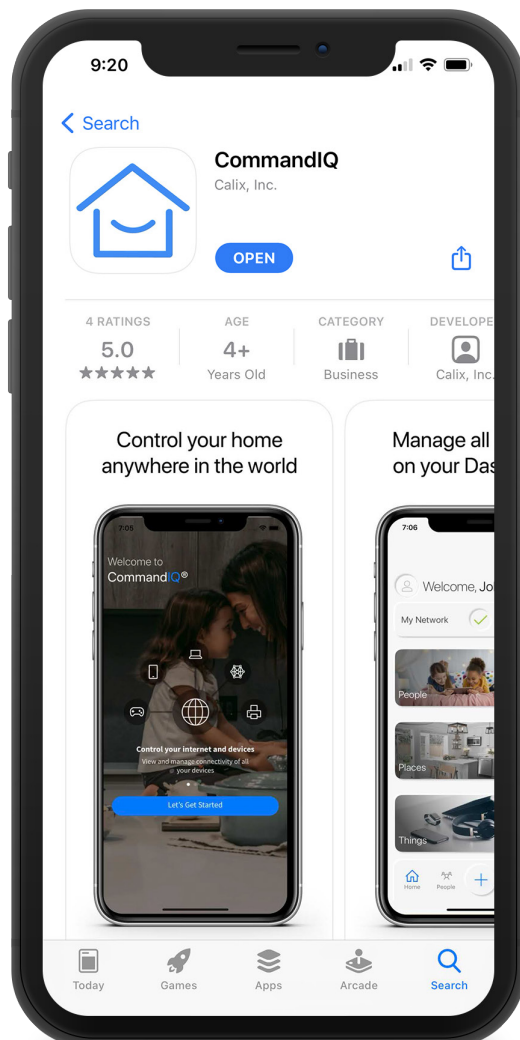 9:20
Search
CommandIQ
Calix, Inc.
OPEN
4 RATINGS
5.0
AGE
4+
Years Old
CATEGORY
Business
DEVELOPE
Calix, Inc.
Control your home
anywhere in the world
7:05
Welcome to
CommandIQ®
Control your internet and devices
View and manage connectivity of all
your devices
Let's Get Started
Manage all
on your Das
7:06
Welcome, Jo
My Network
People
Places
Things
Home
People
Today
Games
Apps
Arcade
Search